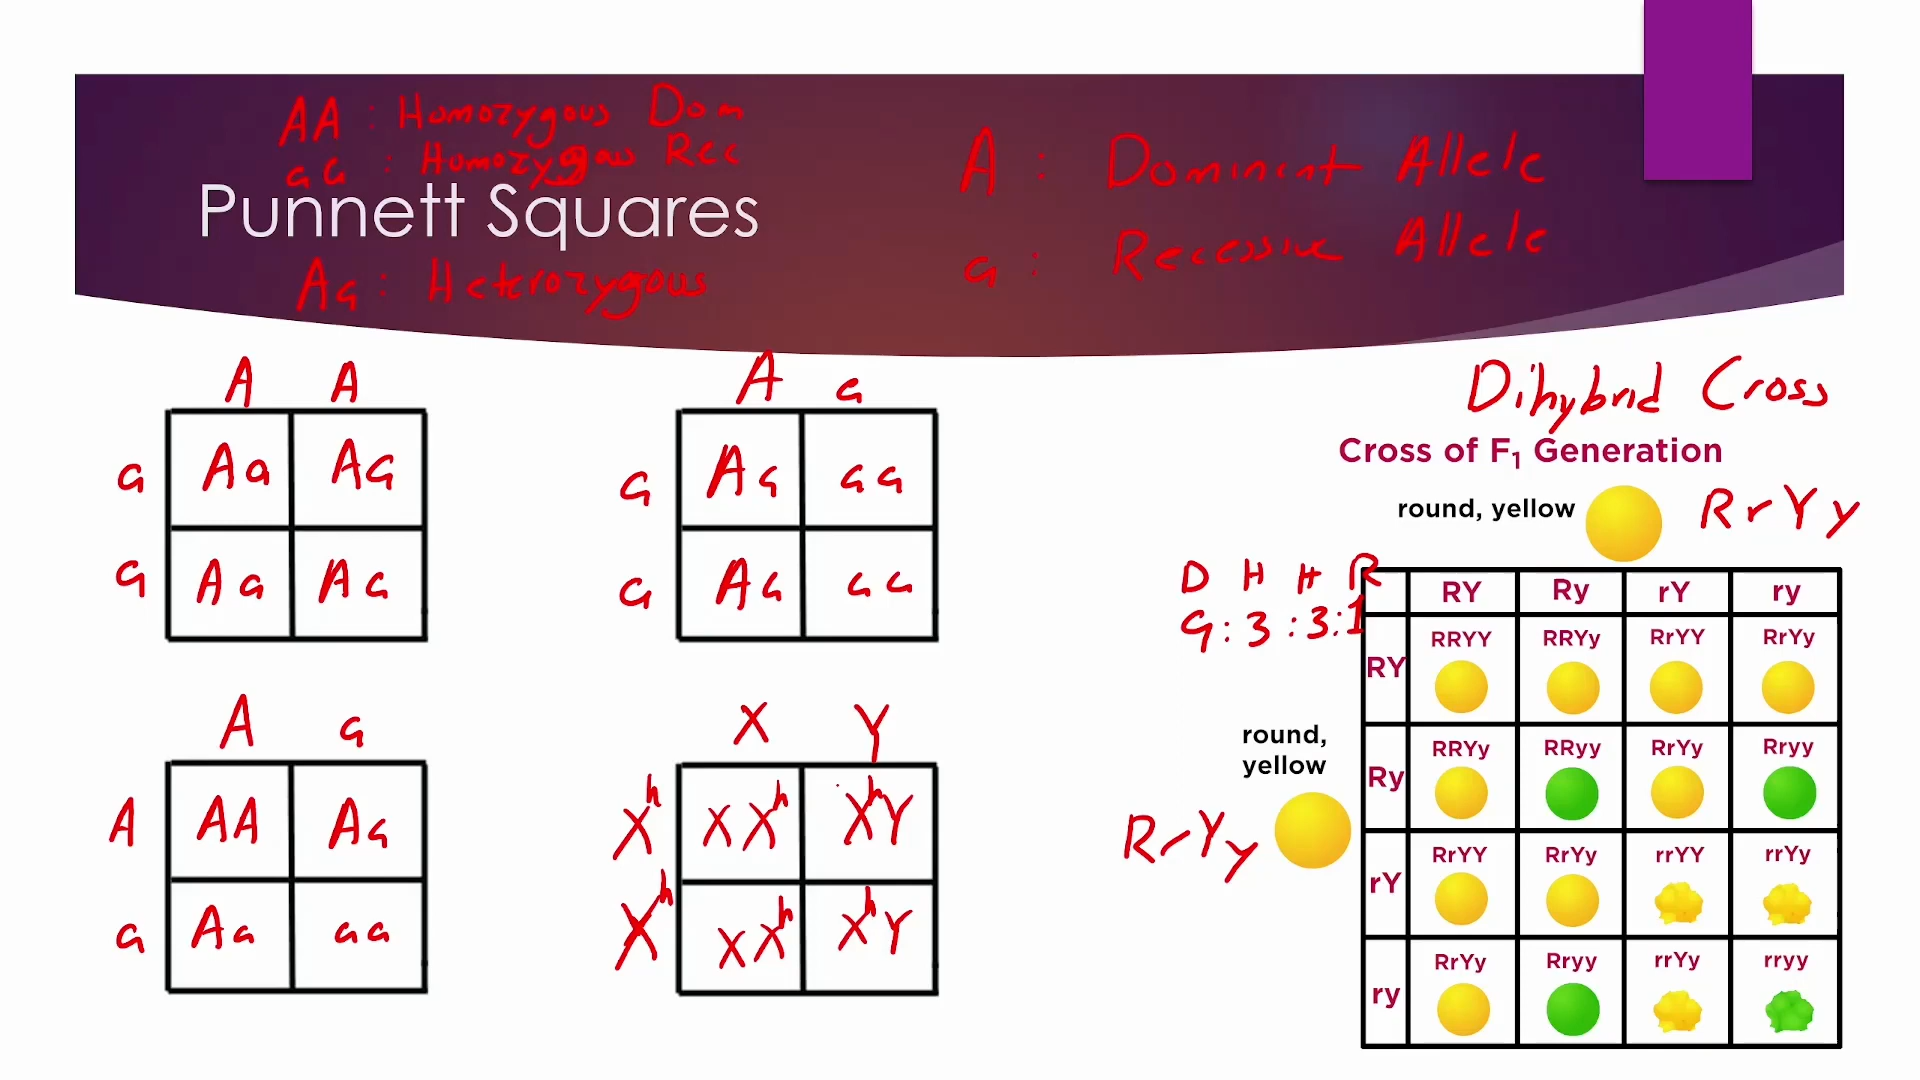 AA : Homozygous Dom
aa : Homozygous Rec
Punnett Squares
Aa : Heterozygous
A : Dominant Allele
a : Recessive Allele
A A
a Aa Aa
a Aa Aa
A a
a Aa aa
a Aa aa
A a
A AA Aa
a Aa aa
X Y
Xʰ XXʰ XʰY
Xʰ XXʰ XʰY
Dihybrid Cross
Cross of F₁ Generation
round, yellow RrYy
D H H R
9:3:3:1
round,
yellow
RrYy
RY Ry rY ry
RY RRYY RRYy RrYY RrYy
Ry RRYy RRyy RrYy Rryy
rY RrYY RrYy rrYY rrYy
ry RrYy Rryy rrYy rryy